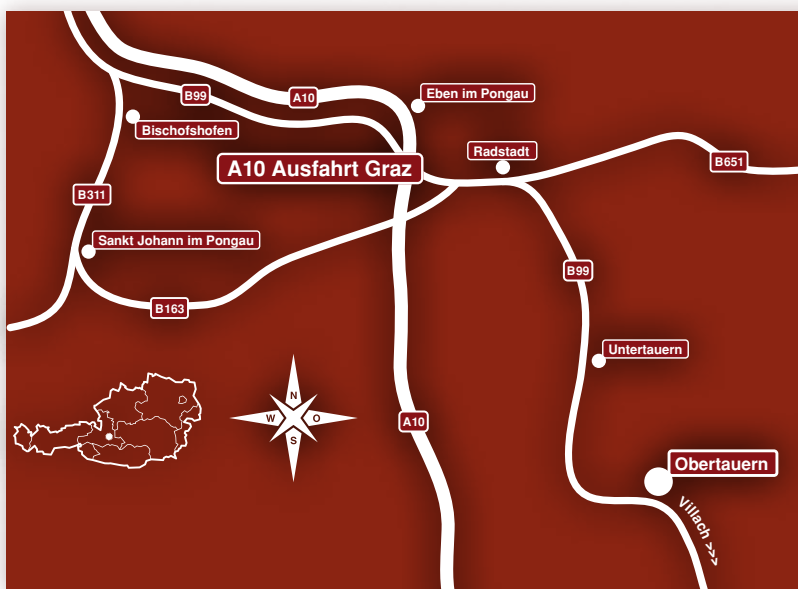 Eben im Pongau
B99
A10
Bischofshofen
Radstadt
A10 Ausfahrt Graz
B651
B311
Sankt Johann im Pongau
B99
B163
Untertauern
N
W
O
S
A10
Obertauern
Villach >>>